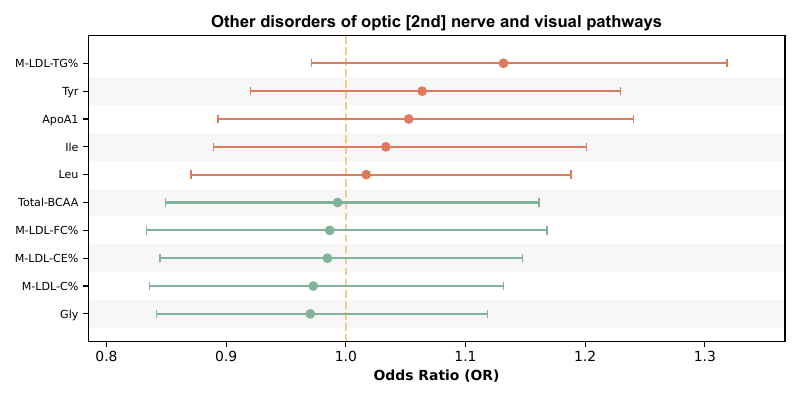 Other disorders of optic [2nd] nerve and visual pathways
M-LDL-TG%
Tyr
ApoA1
Ile
Leu
Total-BCAA
M-LDL-FC%
M-LDL-CE%
M-LDL-C%
Gly
0.8 0.9 1.0 1.1 1.2 1.3
Odds Ratio (OR)